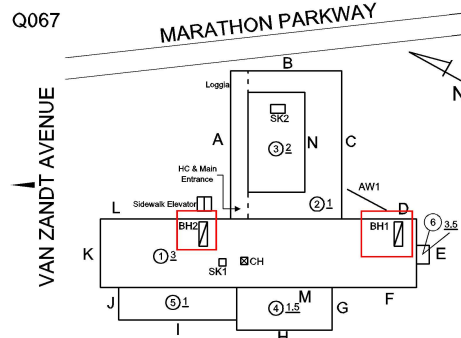 Q067
MARATHON PARKWAY
VAN ZANDT AVENUE
N
B
Loggia
SK2
A
N
C
3 2
HC & Main
Entrance
AW1
Sidewalk Elevator
2 1
L
D
BH2
BH1
6 3.5
K
1 3
SK1
CH
E
J
M
F
5 1
4 1.5
G
I
H